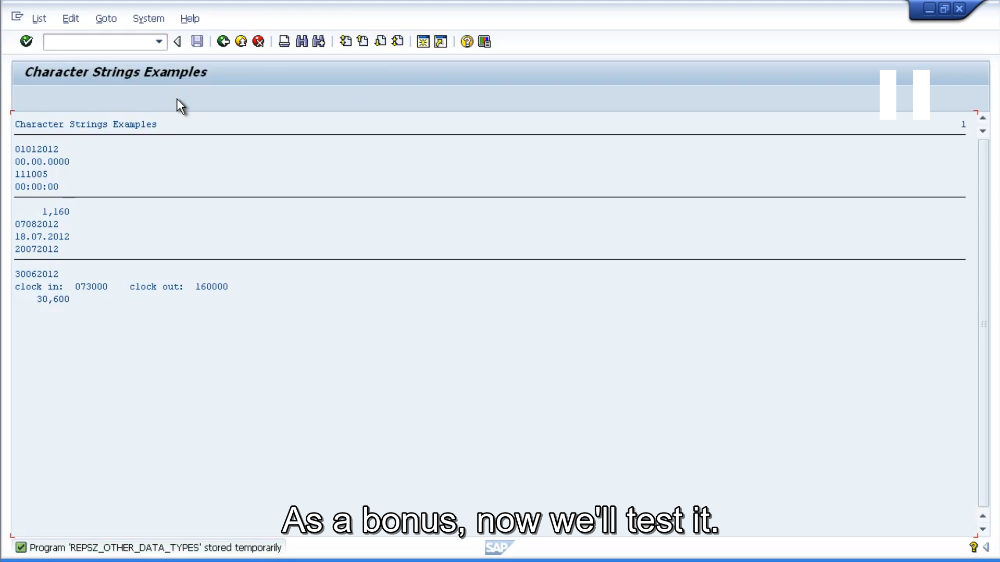 List Edit Goto System Help
Character Strings Examples
Character Strings Examples 1
01012012
00.00.0000
111005
00:00:00
1,160
07082012
18.07.2012
20072012
30062012
clock in: 073000 clock out: 160000
30,600
As a bonus, now we'll test it.
Program 'REPSZ_OTHER_DATA_TYPES' stored temporarily
SAP